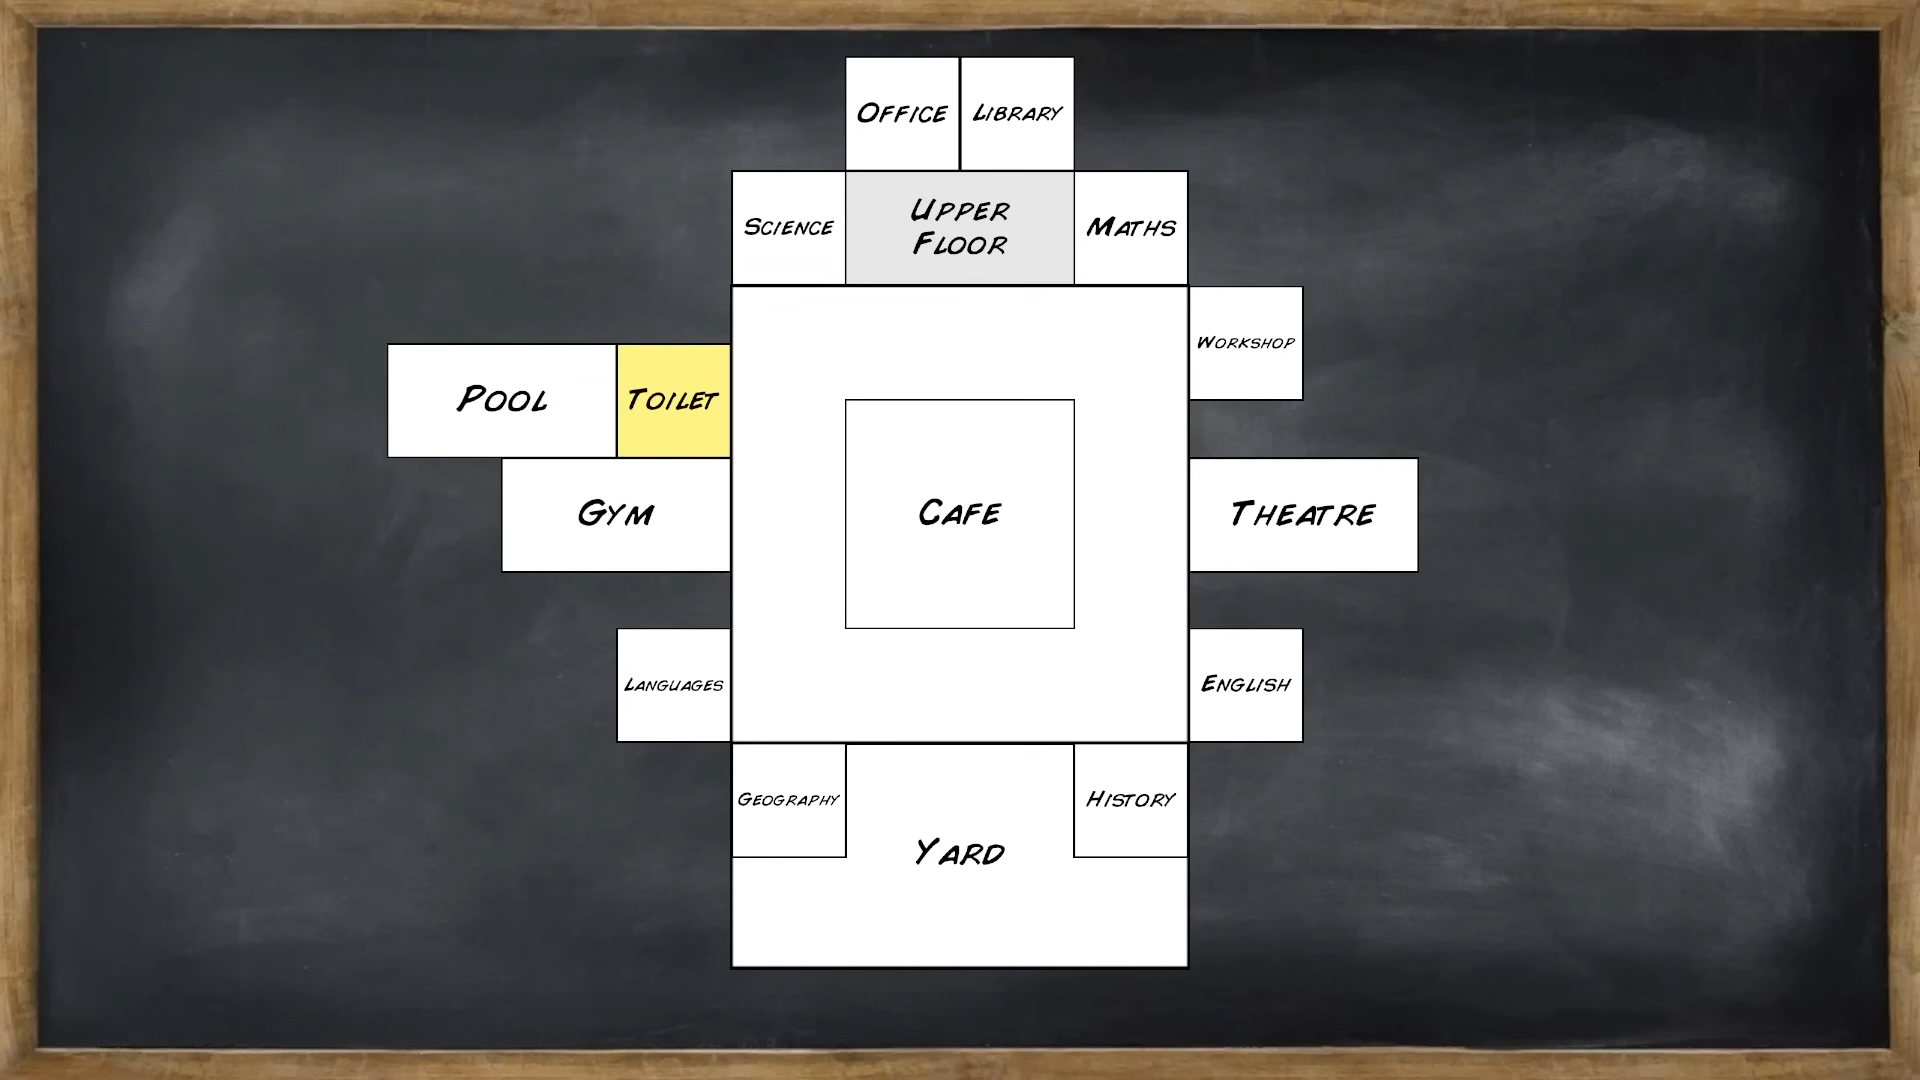 Office
Library
Science
Upper
Floor
Maths
Workshop
Pool
Toilet
Gym
Cafe
Theatre
Languages
English
Geography
History
Yard